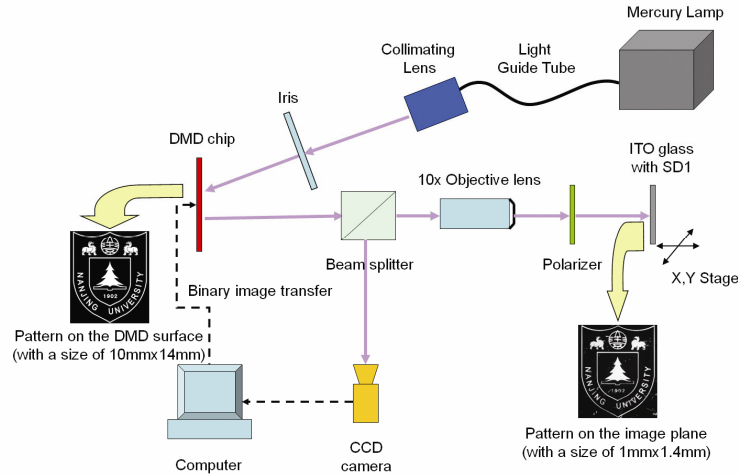 Mercury Lamp
Collimating
Lens
Light
Guide Tube
Iris
DMD chip
ITO glass
with SD1
10x Objective lens
Beam splitter
Polarizer
X,Y Stage
NANJING UNIVERSITY
1902
Binary image transfer
Pattern on the DMD surface
(with a size of 10mmx14mm)
NANJING UNIVERSITY
1902
Pattern on the image plane
(with a size of 1mmx1.4mm)
CCD
camera
Computer